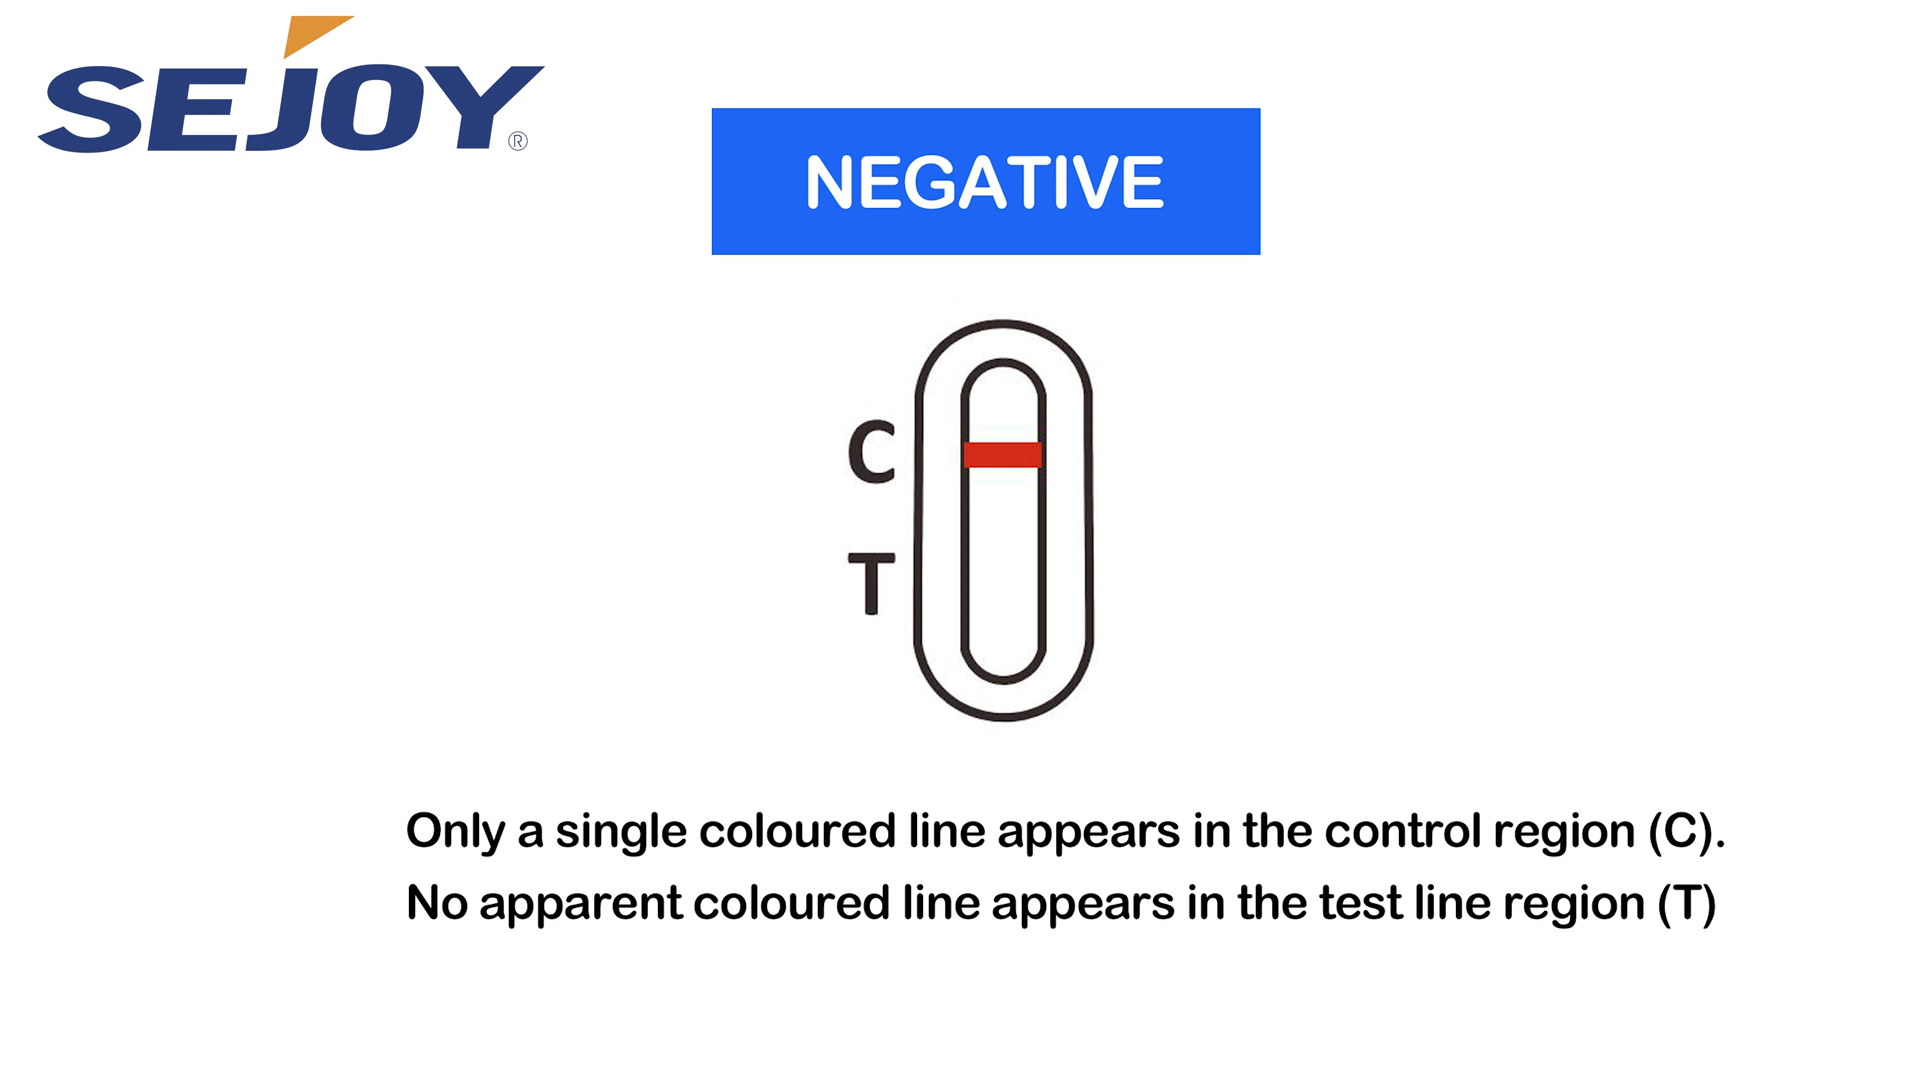 SEJOY®
NEGATIVE
C
T
Only a single coloured line appears in the control region (C).
No apparent coloured line appears in the test line region (T)